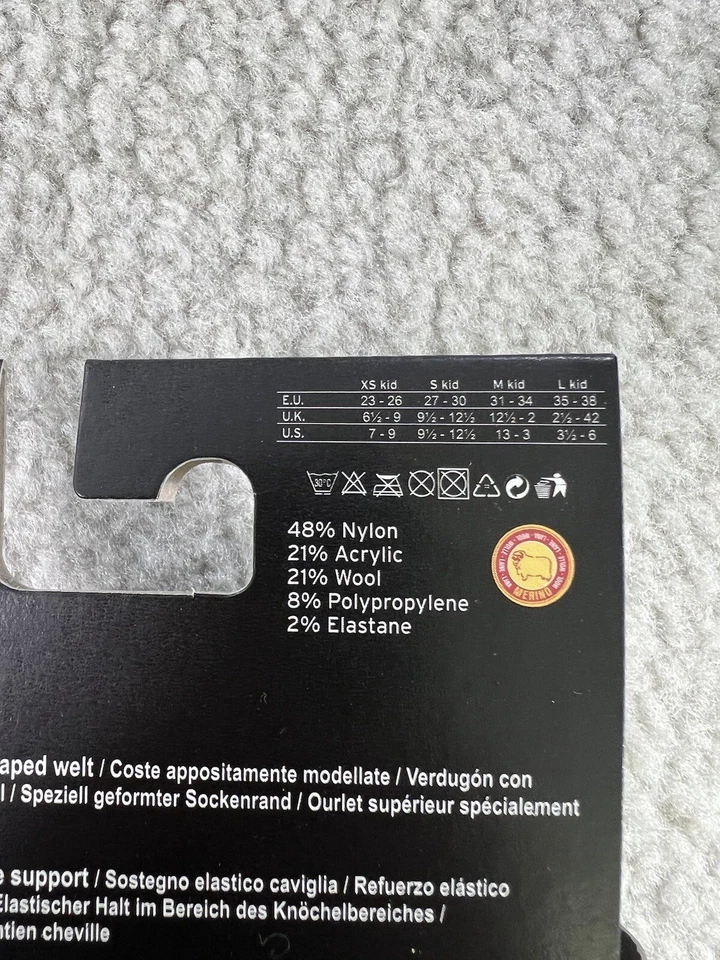 XS kid S kid M kid L kid
E.U. 23 - 26 27 - 30 31 - 34 35 - 38
U.K. 6½ - 9 9½ - 12½ 12½ - 2 2½ - 42
U.S. 7 - 9 9½ - 12½ 13 - 3 3½ - 6
30°C
48% Nylon
21% Acrylic
21% Wool
8% Polypropylene
2% Elastane
MERINO
aped welt / Coste appositamente modellate / Verdugón con
l / Speziell geformter Sockenrand / Ourlet supérieur spécialement
e support / Sostegno elastico caviglia / Refuerzo elástico
Elastischer Halt im Bereich des Knöchelbereiches /
ntien cheville